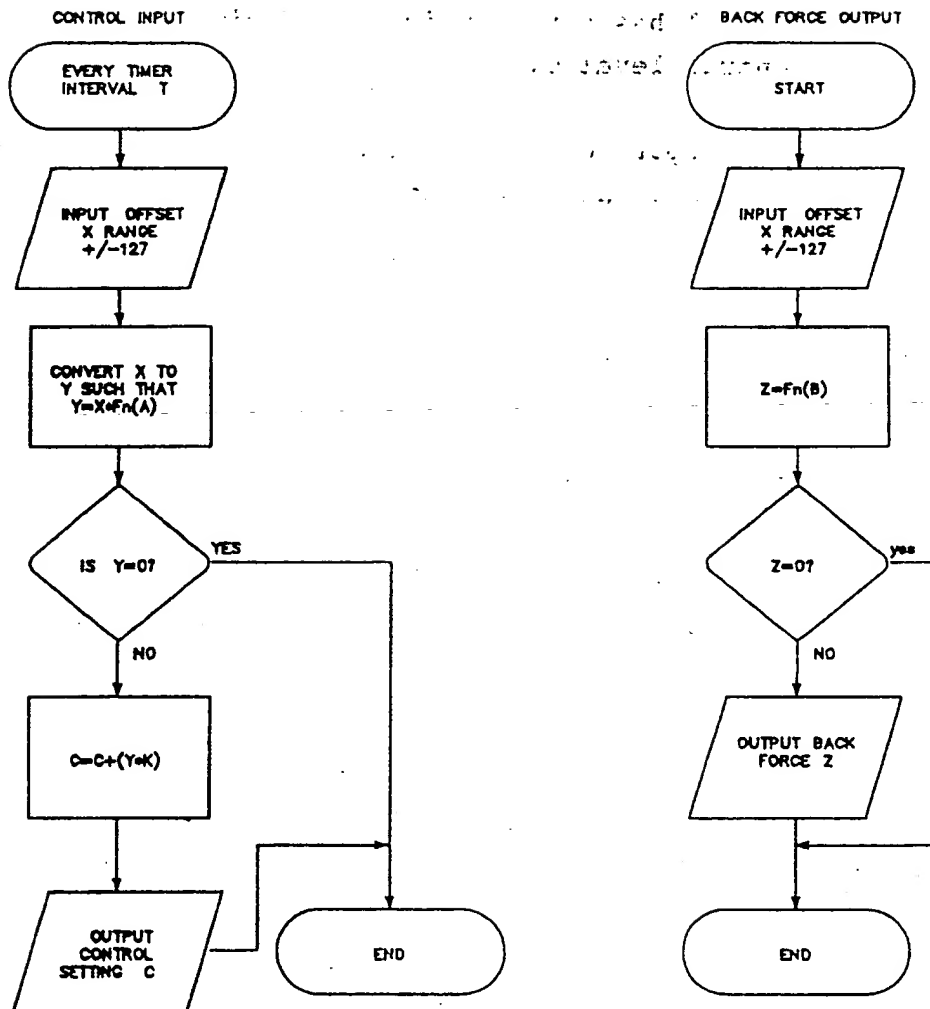 CONTROL INPUT
EVERY TIMER
INTERVAL T
INPUT OFFSET
X RANGE
+/-127
CONVERT X TO
Y SUCH THAT
Y=X*Fn(A)
IS Y=0?
YES
NO
C=C+(Y*K)
OUTPUT
CONTROL
SETTING C
END
BACK FORCE OUTPUT
START
INPUT OFFSET
X RANGE
+/-127
Z=Fn(B)
Z=0?
yes
NO
OUTPUT BACK
FORCE Z
END